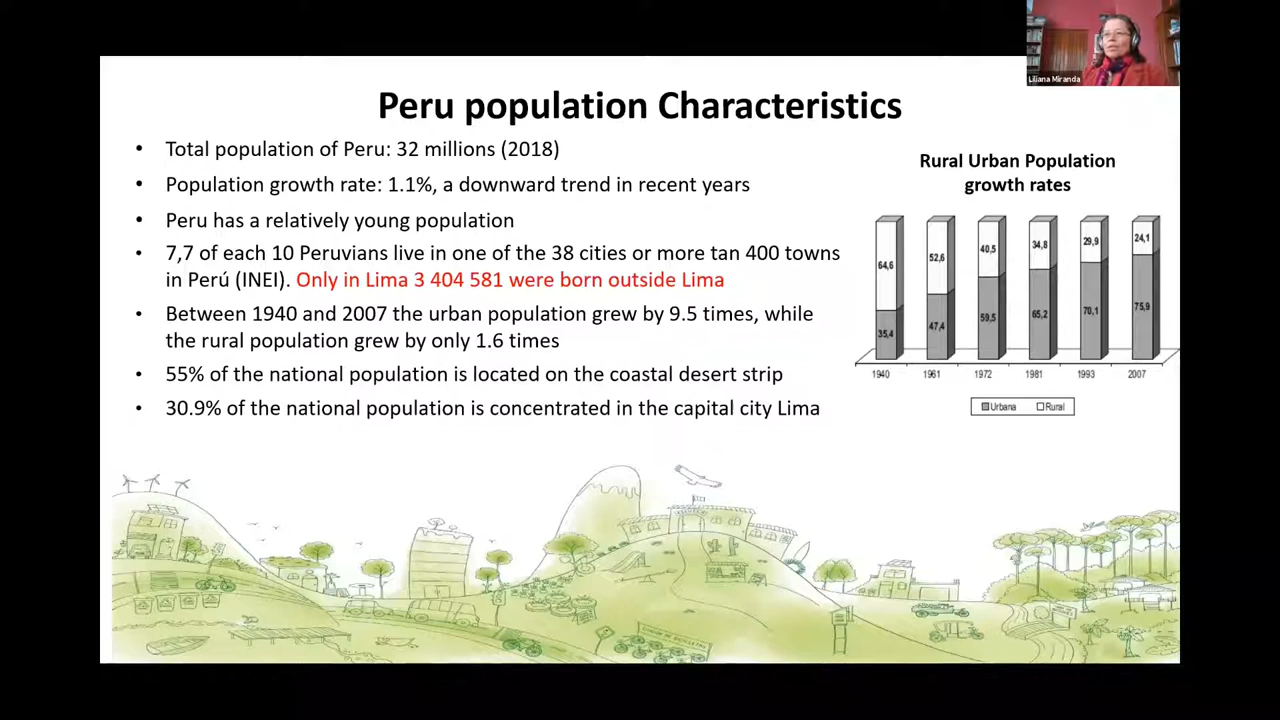 Liliana Miranda
Peru population Characteristics
• Total population of Peru: 32 millions (2018)
• Population growth rate: 1.1%, a downward trend in recent years
• Peru has a relatively young population
• 7,7 of each 10 Peruvians live in one of the 38 cities or more tan 400 towns
in Perú (INEI). Only in Lima 3 404 581 were born outside Lima
• Between 1940 and 2007 the urban population grew by 9.5 times, while
the rural population grew by only 1.6 times
• 55% of the national population is located on the coastal desert strip
• 30.9% of the national population is concentrated in the capital city Lima
Rural Urban Population
growth rates
64,6 52,6 40,5 34,8 29,9 24,1
35,4 47,4 59,5 65,2 70,1 75,9
1940 1961 1972 1981 1993 2007
Urbana Rural